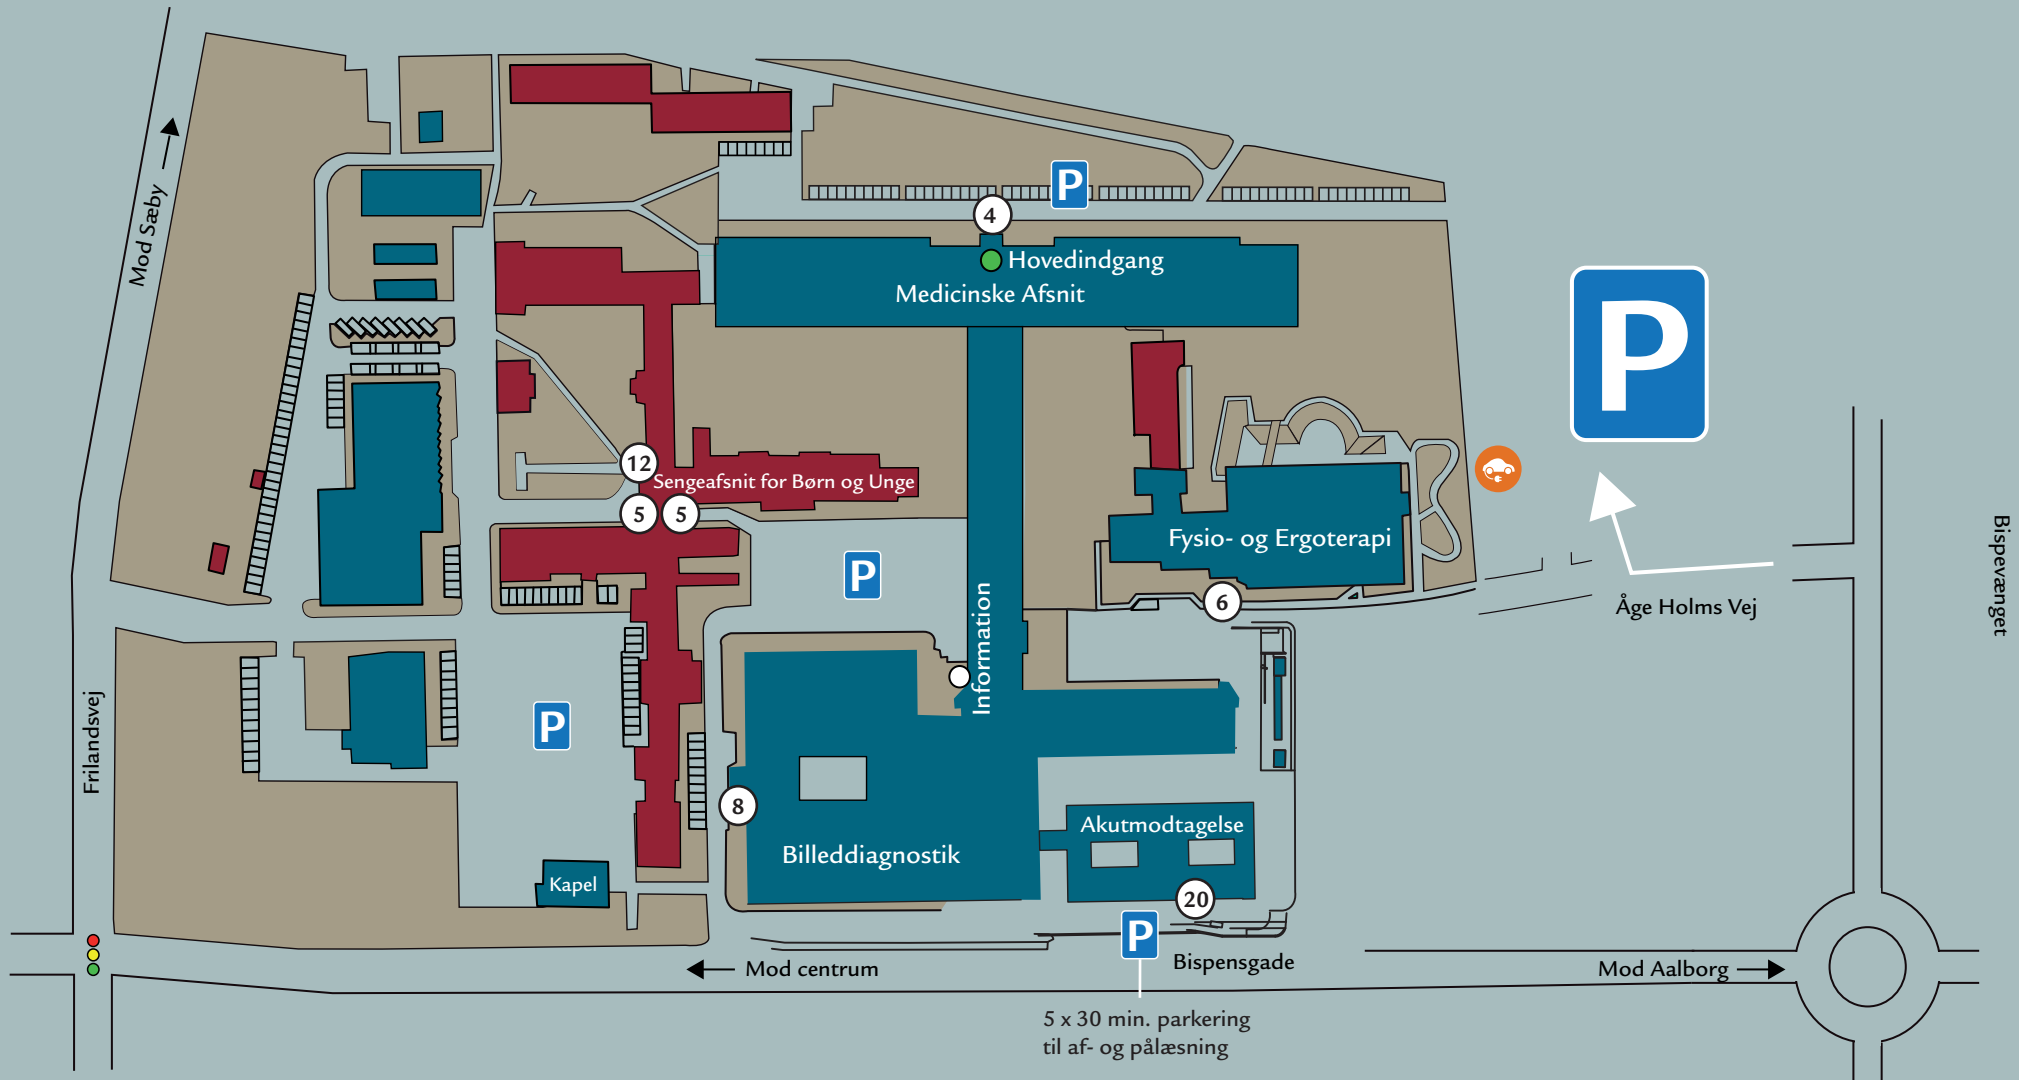 Mod Sæby
P
4
Hovedindgang
Medicinske Afsnit
P
12
Sengeafsnit for Børn og Unge
5
5
P
Fysio- og Ergoterapi
6
Åge Holms Vej
Bispevænget
Information
Frilandsvej
P
8
Billeddiagnostik
Akutmodtagelse
Kapel
20
P
Mod centrum
Bispensgade
Mod Aalborg
5 x 30 min. parkering
til af- og pålæsning